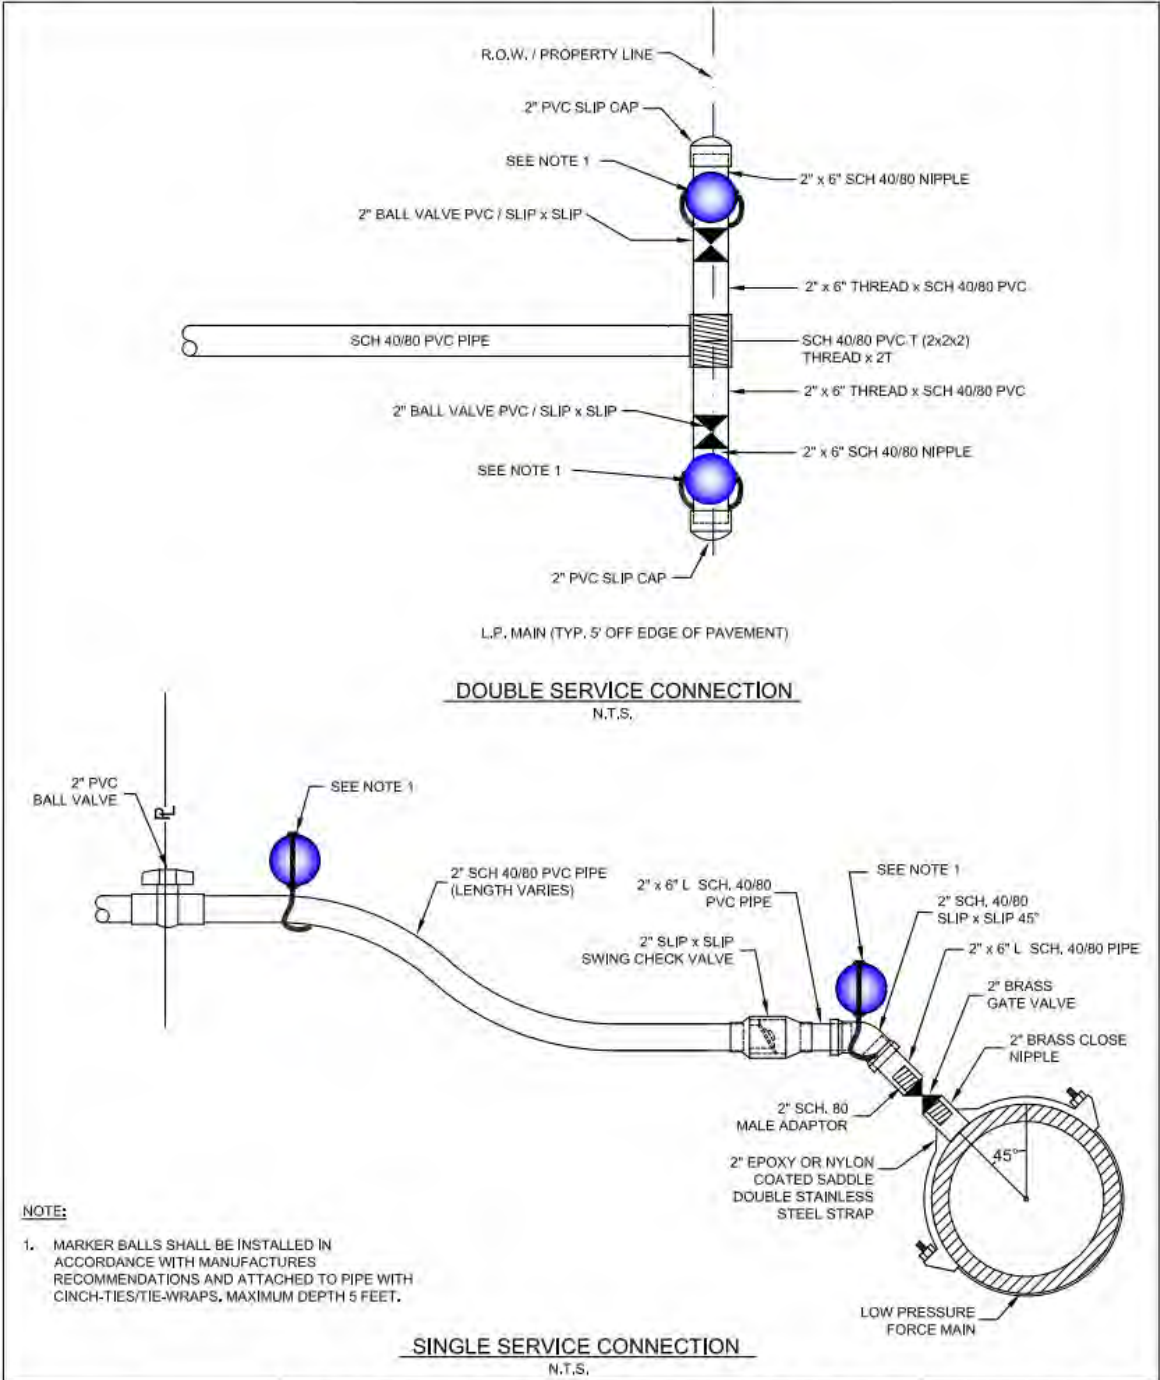 R.O.W. / PROPERTY LINE
2" PVC SLIP CAP
SEE NOTE 1
2" x 6" SCH 40/80 NIPPLE
2" BALL VALVE PVC / SLIP x SLIP
2" x 6" THREAD x SCH 40/80 PVC
SCH 40/80 PVC PIPE
SCH 40/80 PVC T (2x2x2)
THREAD x 2T
2" x 6" THREAD x SCH 40/80 PVC
2" BALL VALVE PVC / SLIP x SLIP
2" x 6" SCH 40/80 NIPPLE
SEE NOTE 1
2" PVC SLIP CAP
L.P. MAIN (TYP. 5' OFF EDGE OF PAVEMENT)
DOUBLE SERVICE CONNECTION
N.T.S.
2" PVC
BALL VALVE
PL
SEE NOTE 1
2" SCH 40/80 PVC PIPE
(LENGTH VARIES)
2" x 6" L SCH. 40/80
PVC PIPE
SEE NOTE 1
2" SCH. 40/80
SLIP x SLIP 45°
2" SLIP x SLIP
SWING CHECK VALVE
2" x 6" L SCH. 40/80 PIPE
2" BRASS
GATE VALVE
2" BRASS CLOSE
NIPPLE
2" SCH. 80
MALE ADAPTOR
45°
2" EPOXY OR NYLON
COATED SADDLE
DOUBLE STAINLESS
STEEL STRAP
LOW PRESSURE
FORCE MAIN
NOTE:
1. MARKER BALLS SHALL BE INSTALLED IN
ACCORDANCE WITH MANUFACTURES
RECOMMENDATIONS AND ATTACHED TO PIPE WITH
CINCH-TIES/TIE-WRAPS. MAXIMUM DEPTH 5 FEET.
SINGLE SERVICE CONNECTION
N.T.S.